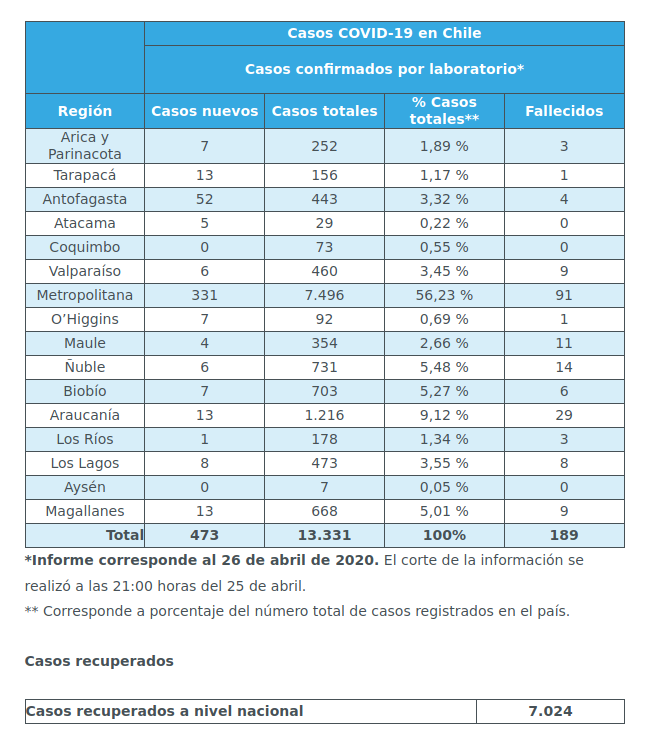 Casos COVID-19 en Chile
Casos confirmados por laboratorio*
Región Casos nuevos Casos totales % Casos totales** Fallecidos
Arica y Parinacota 7 252 1,89 % 3
Tarapacá 13 156 1,17 % 1
Antofagasta 52 443 3,32 % 4
Atacama 5 29 0,22 % 0
Coquimbo 0 73 0,55 % 0
Valparaíso 6 460 3,45 % 9
Metropolitana 331 7.496 56,23 % 91
O’Higgins 7 92 0,69 % 1
Maule 4 354 2,66 % 11
Ñuble 6 731 5,48 % 14
Biobío 7 703 5,27 % 6
Araucanía 13 1.216 9,12 % 29
Los Ríos 1 178 1,34 % 3
Los Lagos 8 473 3,55 % 8
Aysén 0 7 0,05 % 0
Magallanes 13 668 5,01 % 9
Total 473 13.331 100% 189
*Informe corresponde al 26 de abril de 2020. El corte de la información se
realizó a las 21:00 horas del 25 de abril.
** Corresponde a porcentaje del número total de casos registrados en el país.
Casos recuperados
Casos recuperados a nivel nacional 7.024